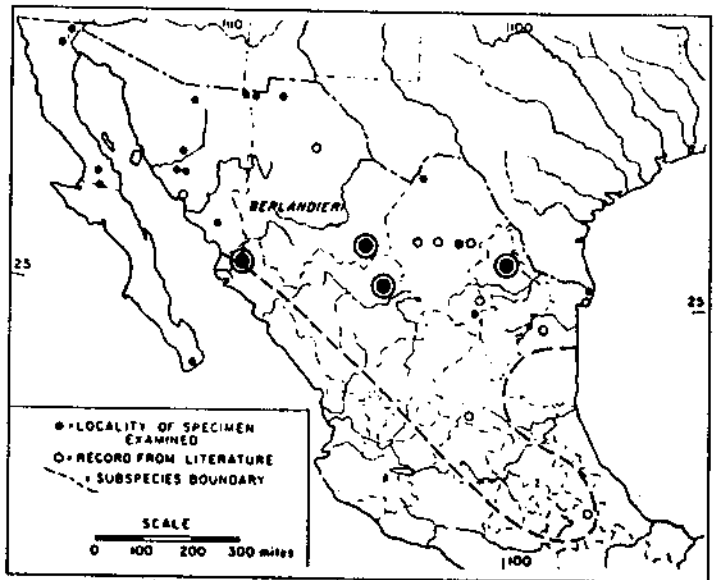 110 100
BERLANDIERI
25
25
• = LOCALITY OF SPECIMEN
EXAMINED
○ = RECORD FROM LITERATURE
SUBSPECIES BOUNDARY
SCALE
0 100 200 300 miles
100